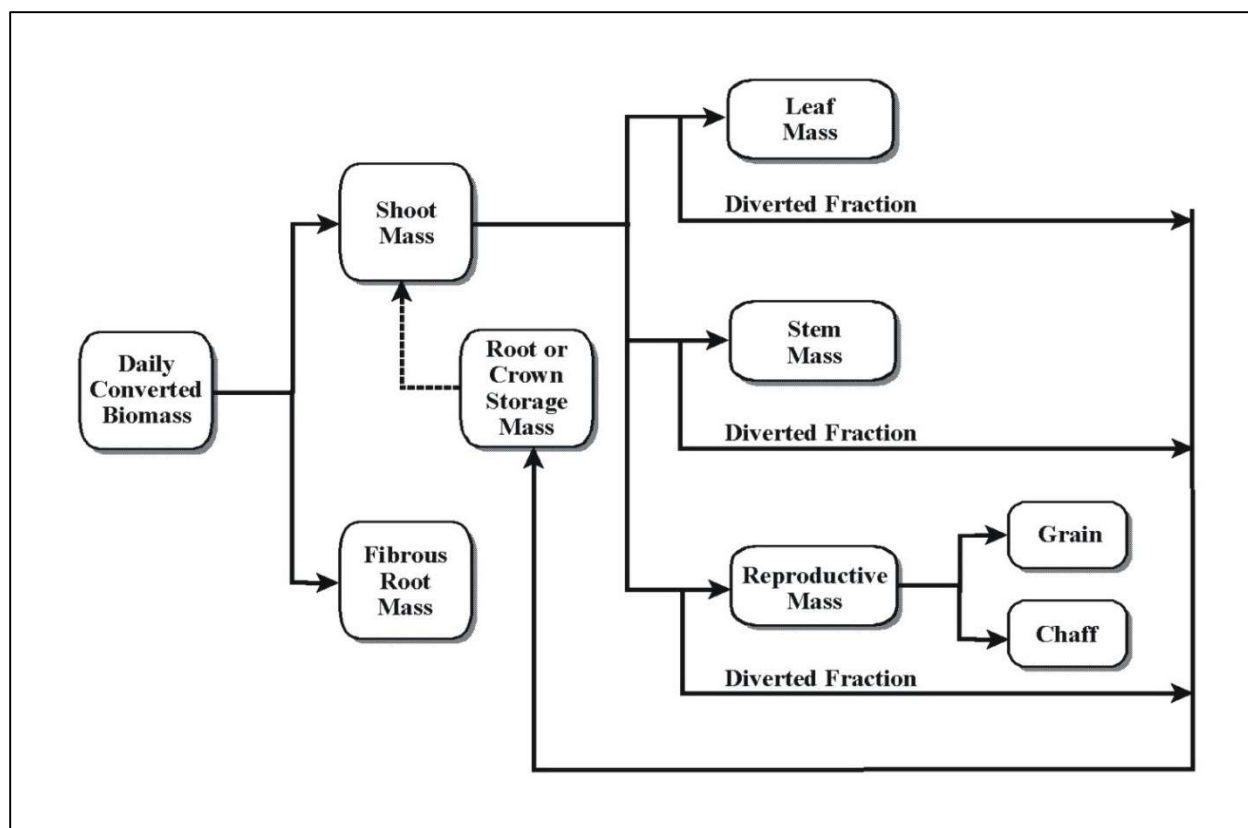 Leaf
Mass
Diverted Fraction
Shoot
Mass
Stem
Mass
Root or
Crown
Storage
Mass
Daily
Converted
Biomass
Diverted Fraction
Fibrous
Root
Mass
Reproductive
Mass
Grain
Chaff
Diverted Fraction